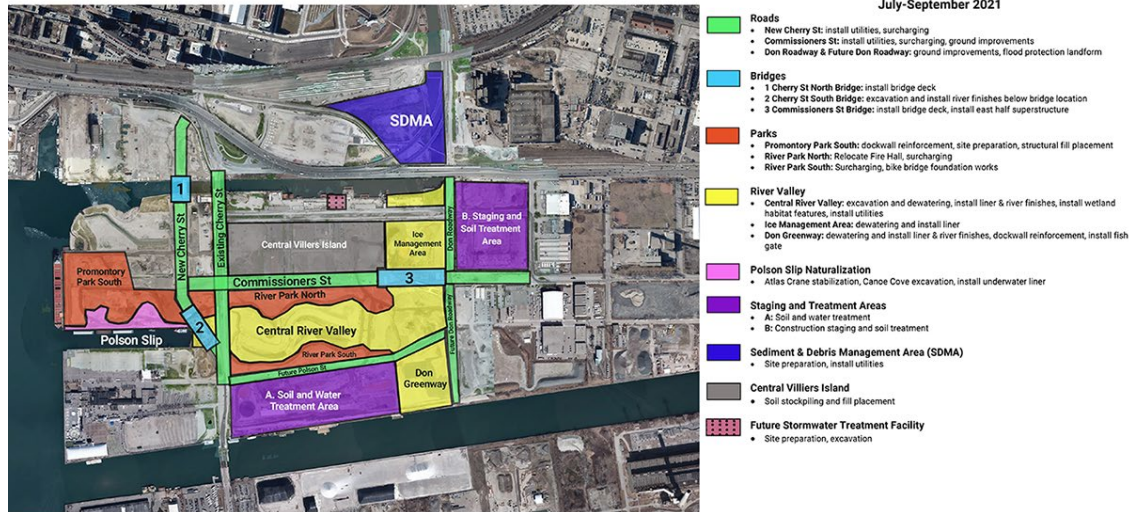 July-September 2021
Roads
• New Cherry St: install utilities, surcharging
• Commissioners St: install utilities, surcharging, ground improvements
• Don Roadway & Future Don Roadway: ground improvements, flood protection landform
Bridges
• 1 Cherry St North Bridge: install bridge deck
• 2 Cherry St South Bridge: excavation and install river finishes below bridge location
• 3 Commissioners St Bridge: install bridge deck, install east half superstructure
Parks
• Promontory Park South: dockwall reinforcement, site preparation, structural fill placement
• River Park North: Relocate Fire Hall, surcharging
• River Park South: Surcharging, bike bridge foundation works
River Valley
• Central River Valley: excavation and dewatering, install liner & river finishes, install wetland
habitat features, install utilities
• Ice Management Area: dewatering and install liner
• Don Greenway: dewatering and install liner & river finishes, dockwall reinforcement, install fish
gate
Polson Slip Naturalization
• Atlas Crane stabilization, Canoe Cove excavation, install underwater liner
Staging and Treatment Areas
• A: Soil and water treatment
• B: Construction staging and soil treatment
Sediment & Debris Management Area (SDMA)
• Site preparation, install utilities
Central Villiers Island
• Soil stockpiling and fill placement
Future Stormwater Treatment Facility
• Site preparation, excavation
SDMA
1
New Cherry St
Existing Cherry St
Don Roadway
B. Staging and
Soil Treatment
Area
Central Villers Island
Ice
Management
Area
Promontory
Park South
Commissioners St
3
River Park North
2
Central River Valley
Future Don Roadway
Polson Slip
River Park South
Future Polson St
Don
Greenway
A. Soil and Water
Treatment Area